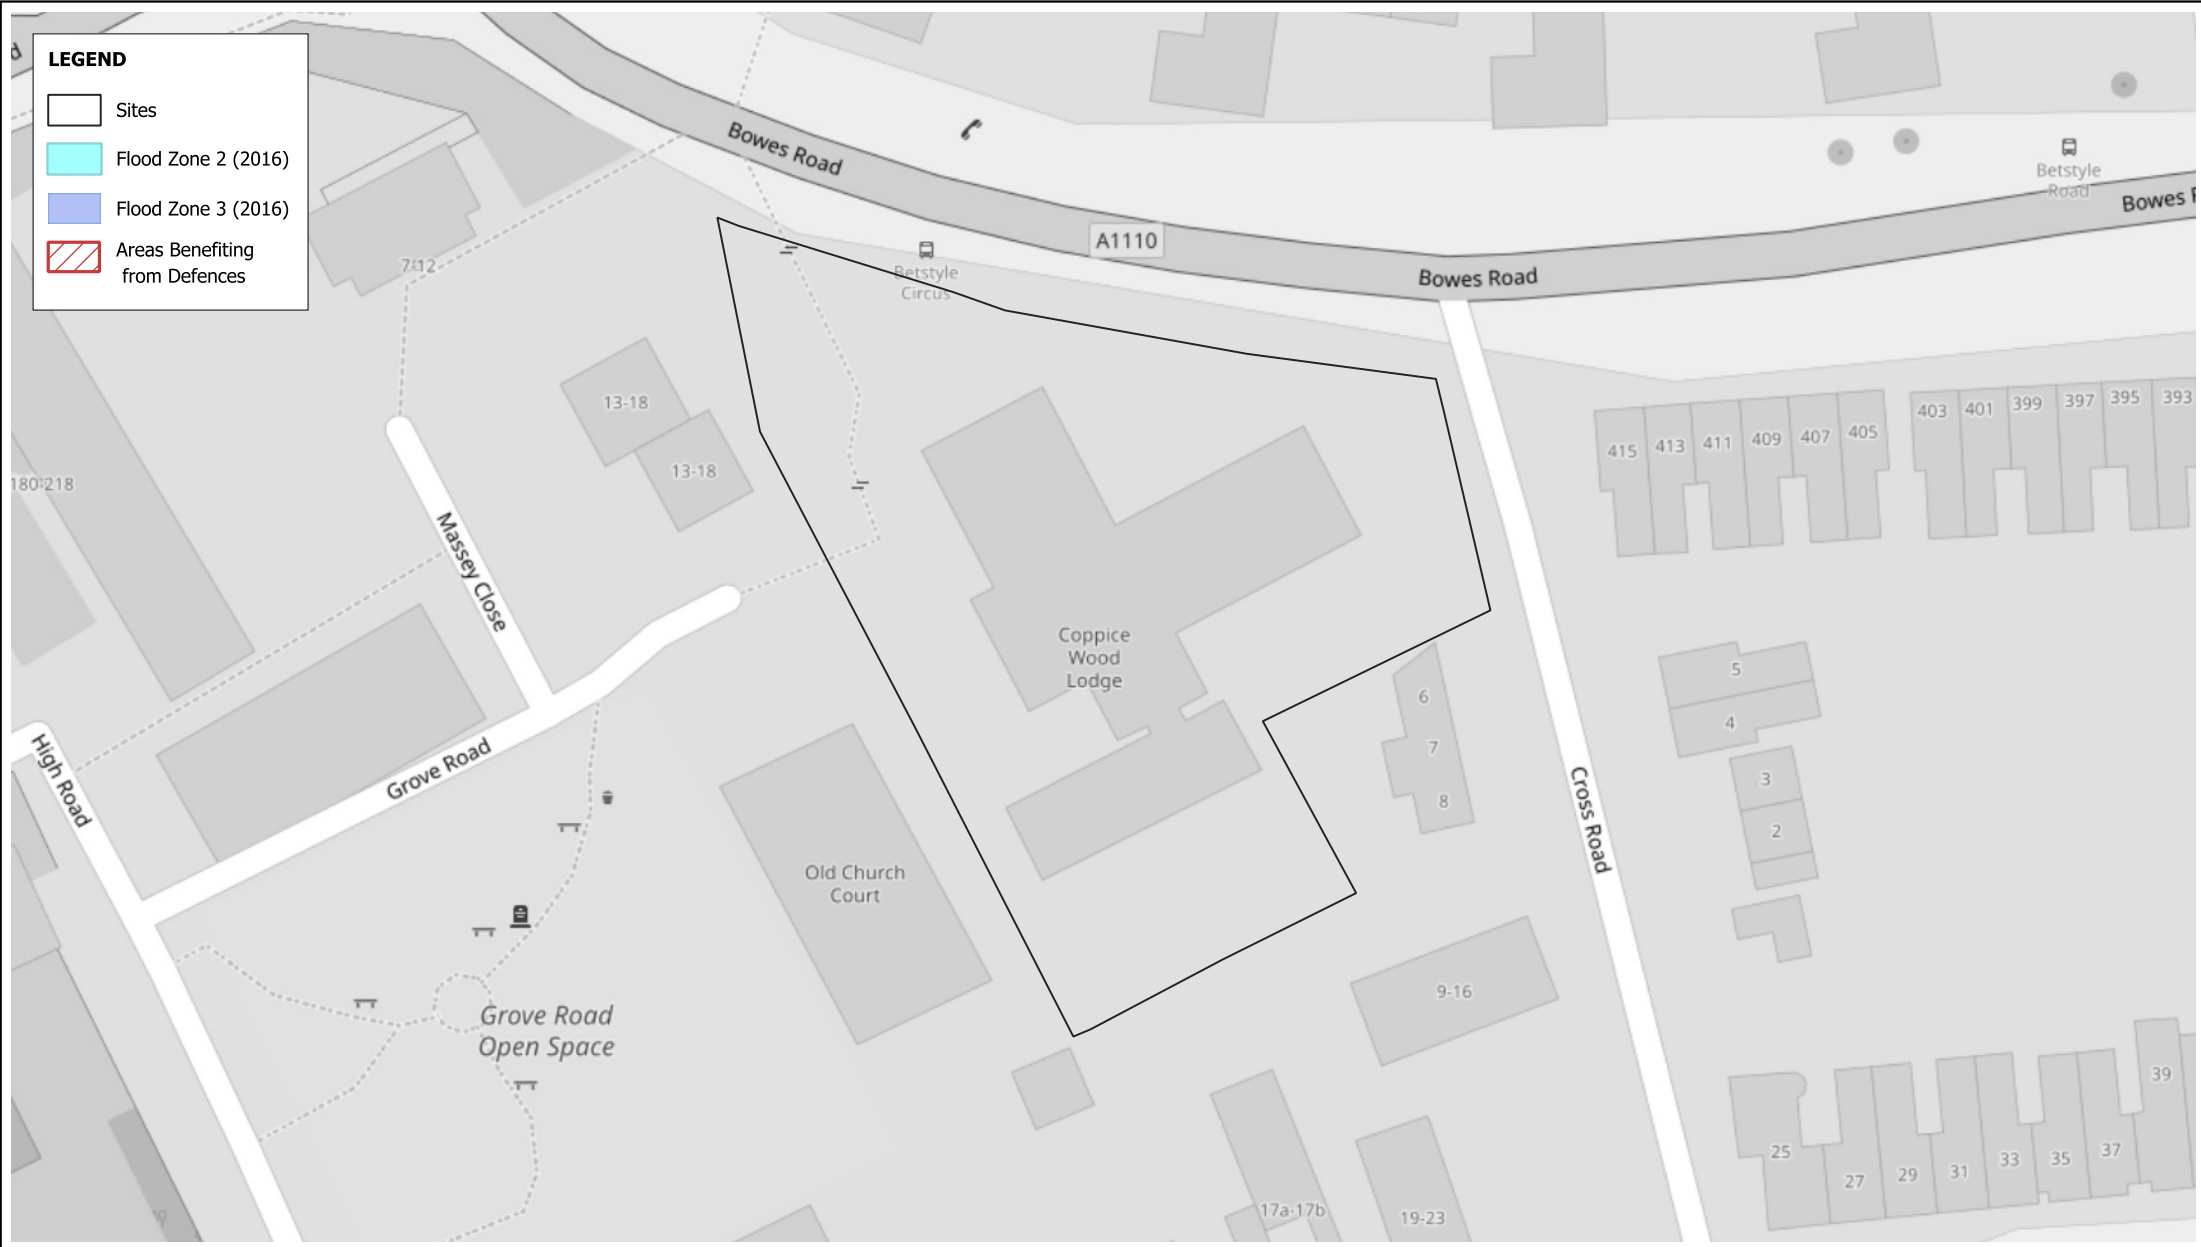 LEGEND
Sites
Flood Zone 2 (2016)
Flood Zone 3 (2016)
Areas Benefiting
from Defences
d
Bowes Road
A1110
Bowes Road
Bowes R
Betstyle
Road
Betstyle
Circus
7-12
13-18
13-18
180-218
Massey Close
Grove Road
High Road
Coppice
Wood
Lodge
Old Church
Court
Grove Road
Open Space
Cross Road
415
413
411
409
407
405
403
401
399
397
395
393
6
7
8
5
4
3
2
9-16
17a-17b
19-23
25
27
29
31
33
35
37
39